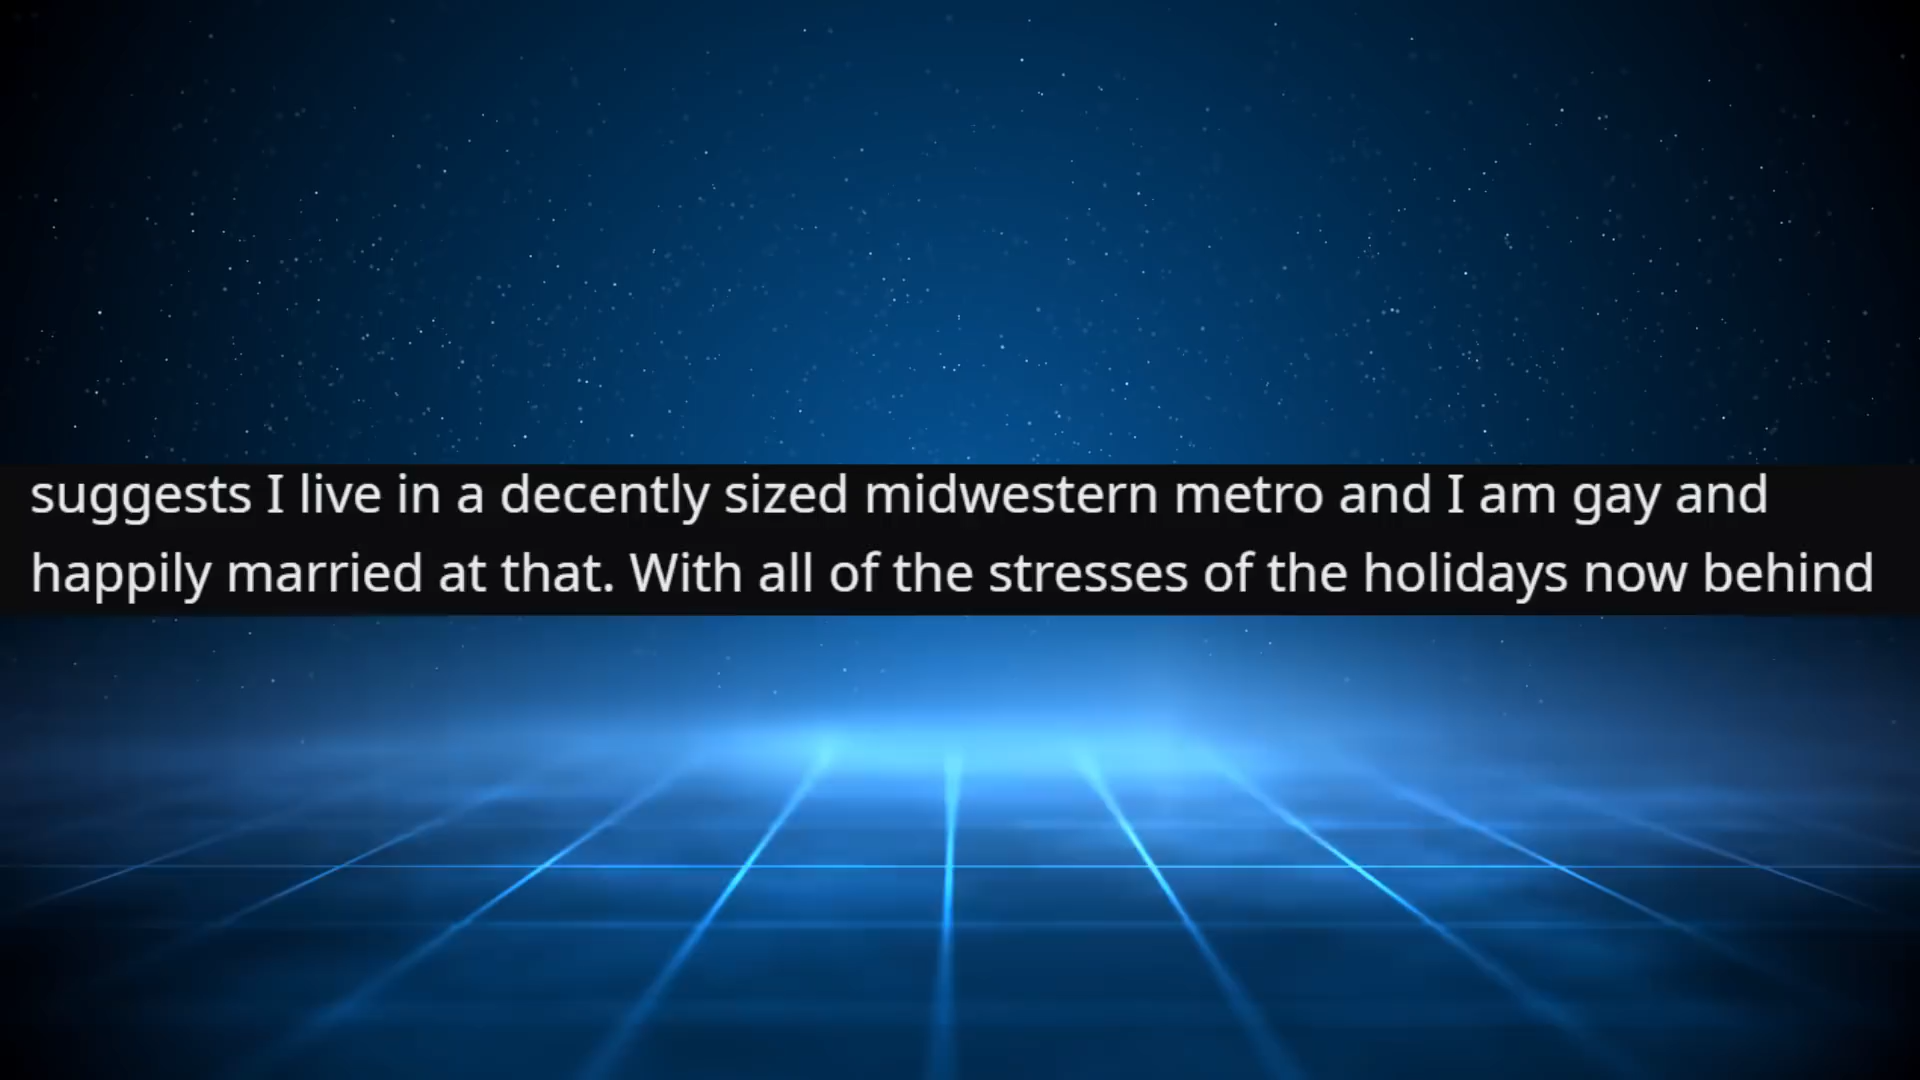 suggests I live in a decently sized midwestern metro and I am gay and
happily married at that. With all of the stresses of the holidays now behind